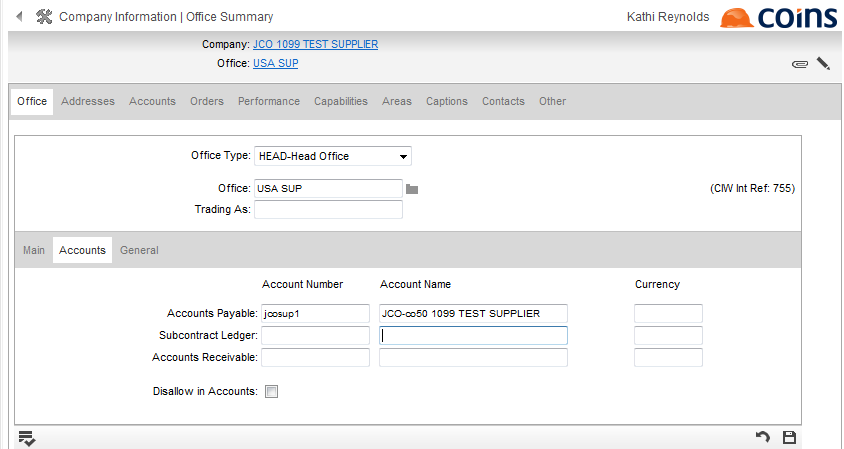 Company Information | Office Summary Kathi Reynolds coins
Company: JCO 1099 TEST SUPPLIER
Office: USA SUP
Office Addresses Accounts Orders Performance Capabilities Areas Captions Contacts Other
Office Type: HEAD-Head Office
Office: USA SUP (CIW Int Ref: 755)
Trading As:
Main Accounts General
Account Number Account Name Currency
Accounts Payable: jcosup1 JCO-co50 1099 TEST SUPPLIER
Subcontract Ledger:
Accounts Receivable:
Disallow in Accounts: